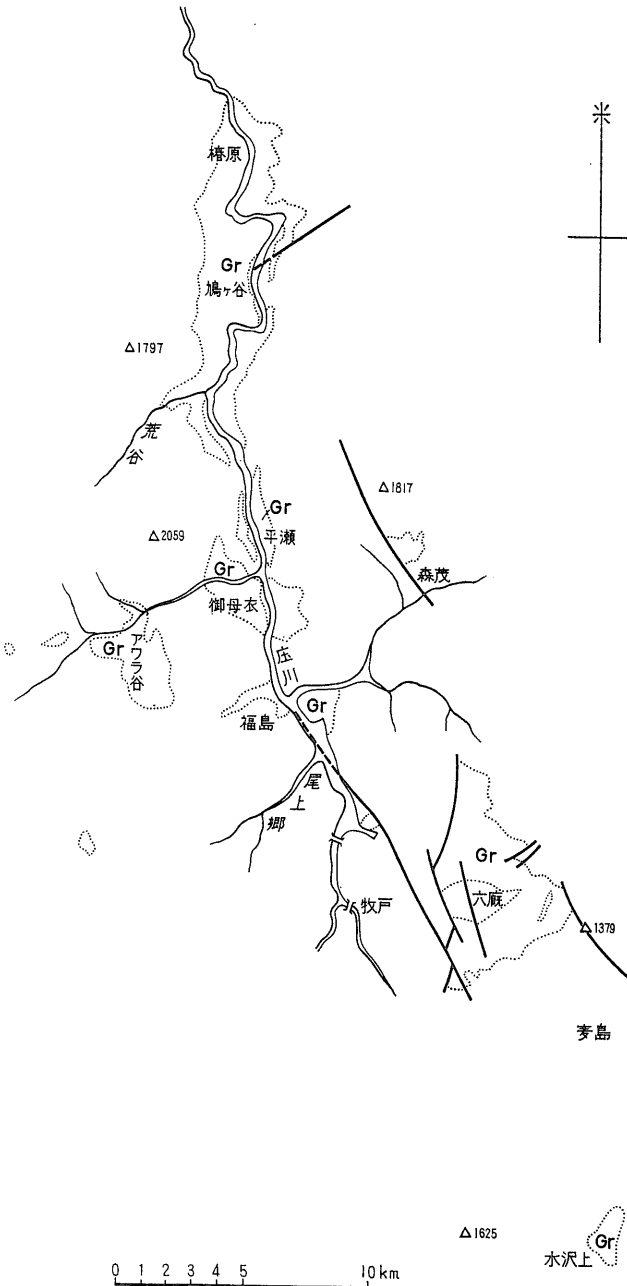 椿原
Gr
鳩ヶ谷
△1797
荒谷
△1817
Gr
平瀬
△2059
Gr
森茂
御母衣
アワラ谷
Gr
庄川
Gr
福島
尾上郷
Gr
六厩
牧戸
△1379
麦島
△1625
Gr
水沢上
0 1 2 3 4 5 10km